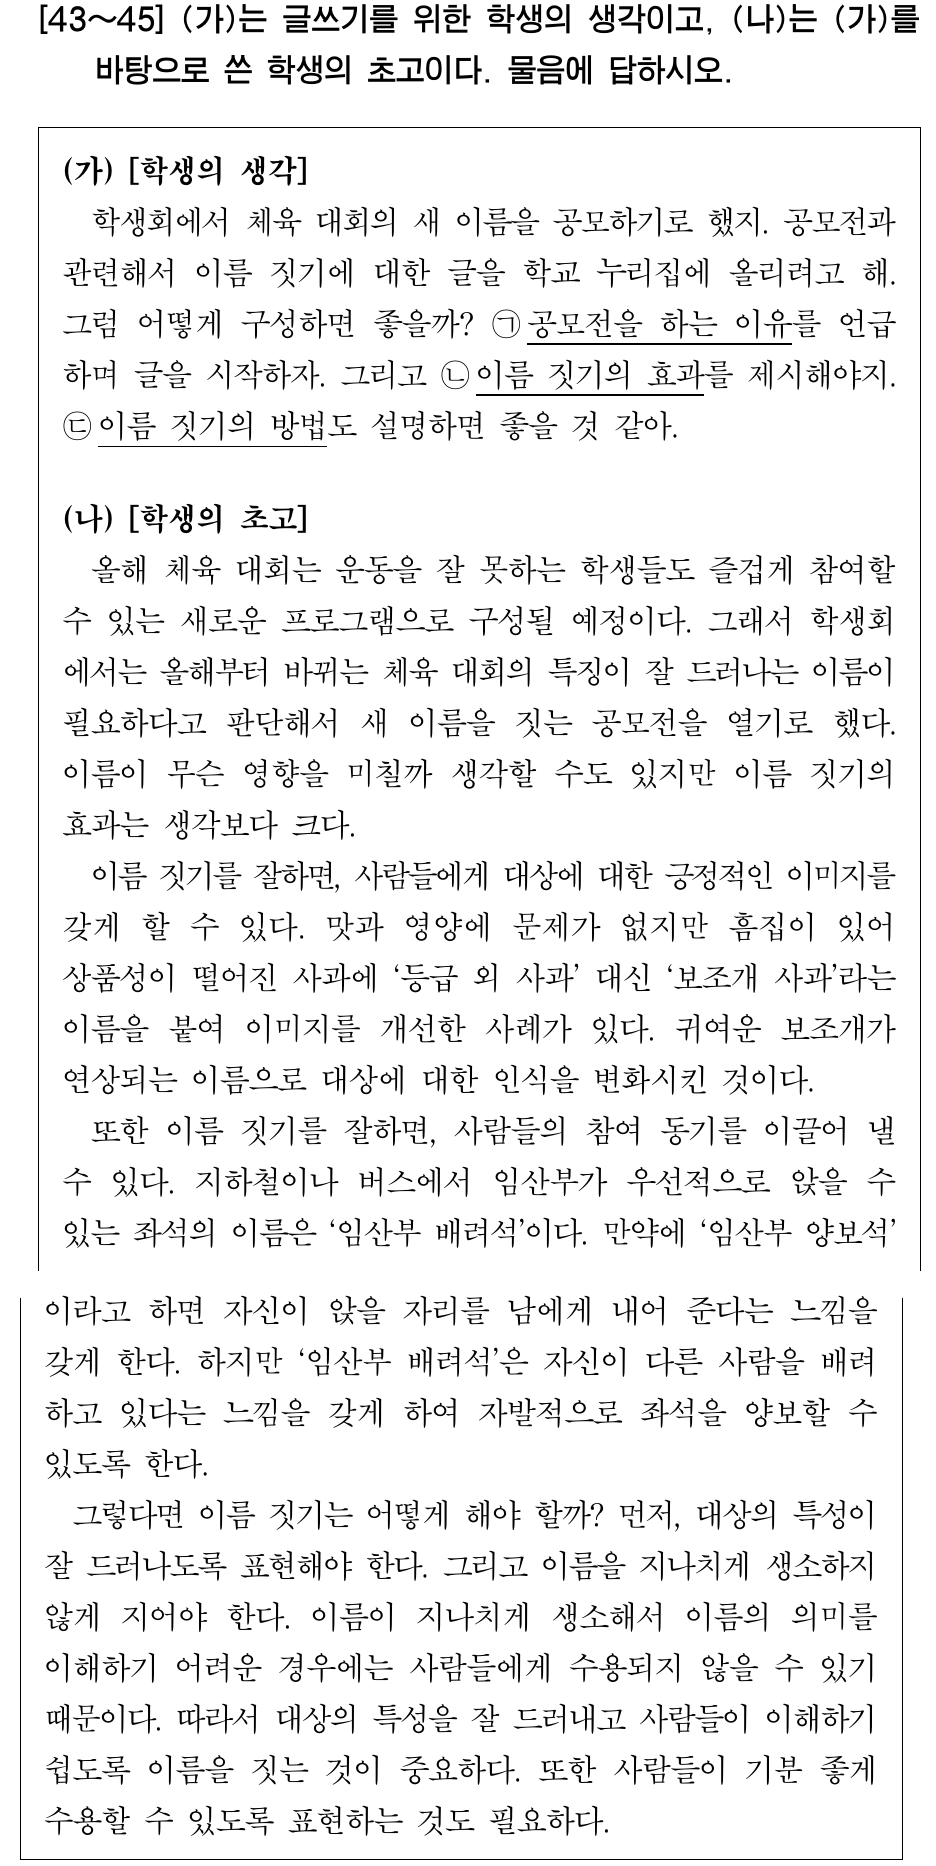 [43～45] (가)는 글쓰기를 위한 학생의 생각이고, (나)는 (가)를
바탕으로 쓴 학생의 초고이다. 물음에 답하시오.
(가) [학생의 생각]
학생회에서 체육 대회의 새 이름을 공모하기로 했지. 공모전과
관련해서 이름 짓기에 대한 글을 학교 누리집에 올리려고 해.
그럼 어떻게 구성하면 좋을까? ㉠공모전을 하는 이유를 언급
하며 글을 시작하자. 그리고 ㉡이름 짓기의 효과를 제시해야지.
㉢이름 짓기의 방법도 설명하면 좋을 것 같아.
(나) [학생의 초고]
올해 체육 대회는 운동을 잘 못하는 학생들도 즐겁게 참여할
수 있는 새로운 프로그램으로 구성될 예정이다. 그래서 학생회
에서는 올해부터 바뀌는 체육 대회의 특징이 잘 드러나는 이름이
필요하다고 판단해서 새 이름을 짓는 공모전을 열기로 했다.
이름이 무슨 영향을 미칠까 생각할 수도 있지만 이름 짓기의
효과는 생각보다 크다.
이름 짓기를 잘하면, 사람들에게 대상에 대한 긍정적인 이미지를
갖게 할 수 있다. 맛과 영양에 문제가 없지만 흠집이 있어
상품성이 떨어진 사과에 ‘등급 외 사과’ 대신 ‘보조개 사과’라는
이름을 붙여 이미지를 개선한 사례가 있다. 귀여운 보조개가
연상되는 이름으로 대상에 대한 인식을 변화시킨 것이다.
또한 이름 짓기를 잘하면, 사람들의 참여 동기를 이끌어 낼
수 있다. 지하철이나 버스에서 임산부가 우선적으로 앉을 수
있는 좌석의 이름은 ‘임산부 배려석’이다. 만약에 ‘임산부 양보석’
이라고 하면 자신이 앉을 자리를 남에게 내어 준다는 느낌을
갖게 한다. 하지만 ‘임산부 배려석’은 자신이 다른 사람을 배려
하고 있다는 느낌을 갖게 하여 자발적으로 좌석을 양보할 수
있도록 한다.
그렇다면 이름 짓기는 어떻게 해야 할까? 먼저, 대상의 특성이
잘 드러나도록 표현해야 한다. 그리고 이름을 지나치게 생소하지
않게 지어야 한다. 이름이 지나치게 생소해서 이름의 의미를
이해하기 어려운 경우에는 사람들에게 수용되지 않을 수 있기
때문이다. 따라서 대상의 특성을 잘 드러내고 사람들이 이해하기
쉽도록 이름을 짓는 것이 중요하다. 또한 사람들이 기분 좋게
수용할 수 있도록 표현하는 것도 필요하다.